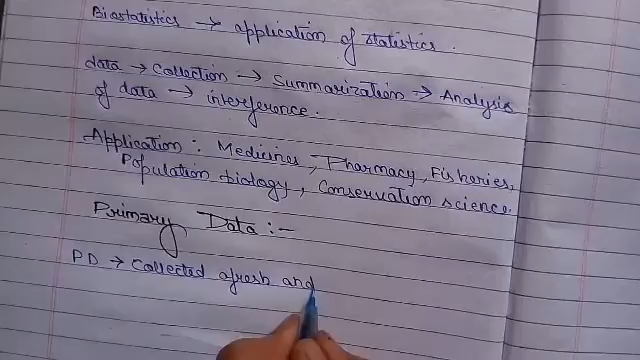 Biostatistics → application of statistics.
data → Collection → Summarization → Analysis
of data → interference.
Application : Medicines, Pharmacy, Fisheries,
Population biology, Conservation science.
Primary Data :-
PD → Collected afresh and